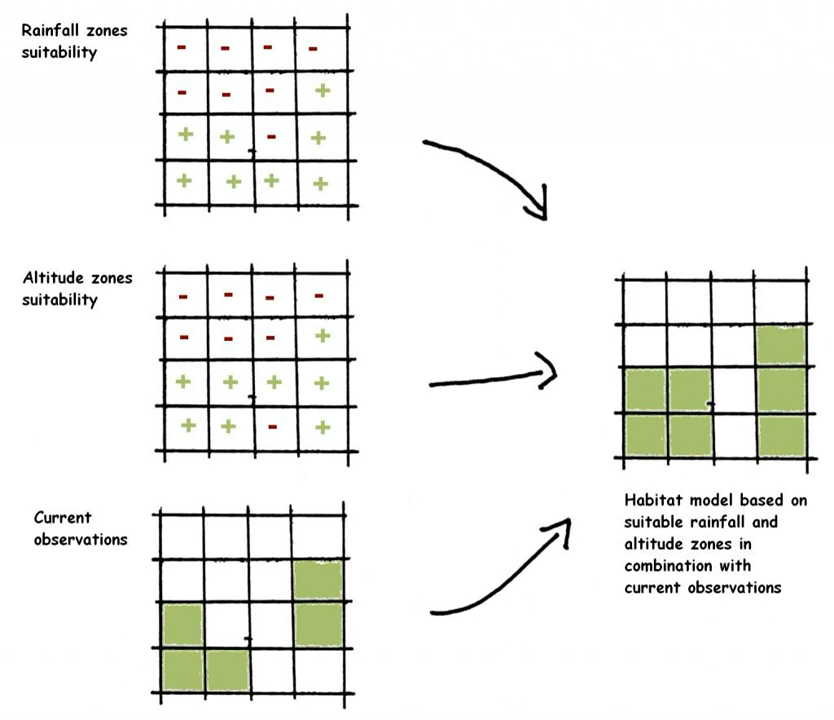 Rainfall zones
suitability
- - - -
- - - +
+ + - +
+ + + +
Altitude zones
suitability
- - - -
- - - +
+ + + +
+ + - +
Current
observations
Habitat model based on
suitable rainfall and
altitude zones in
combination with
current observations